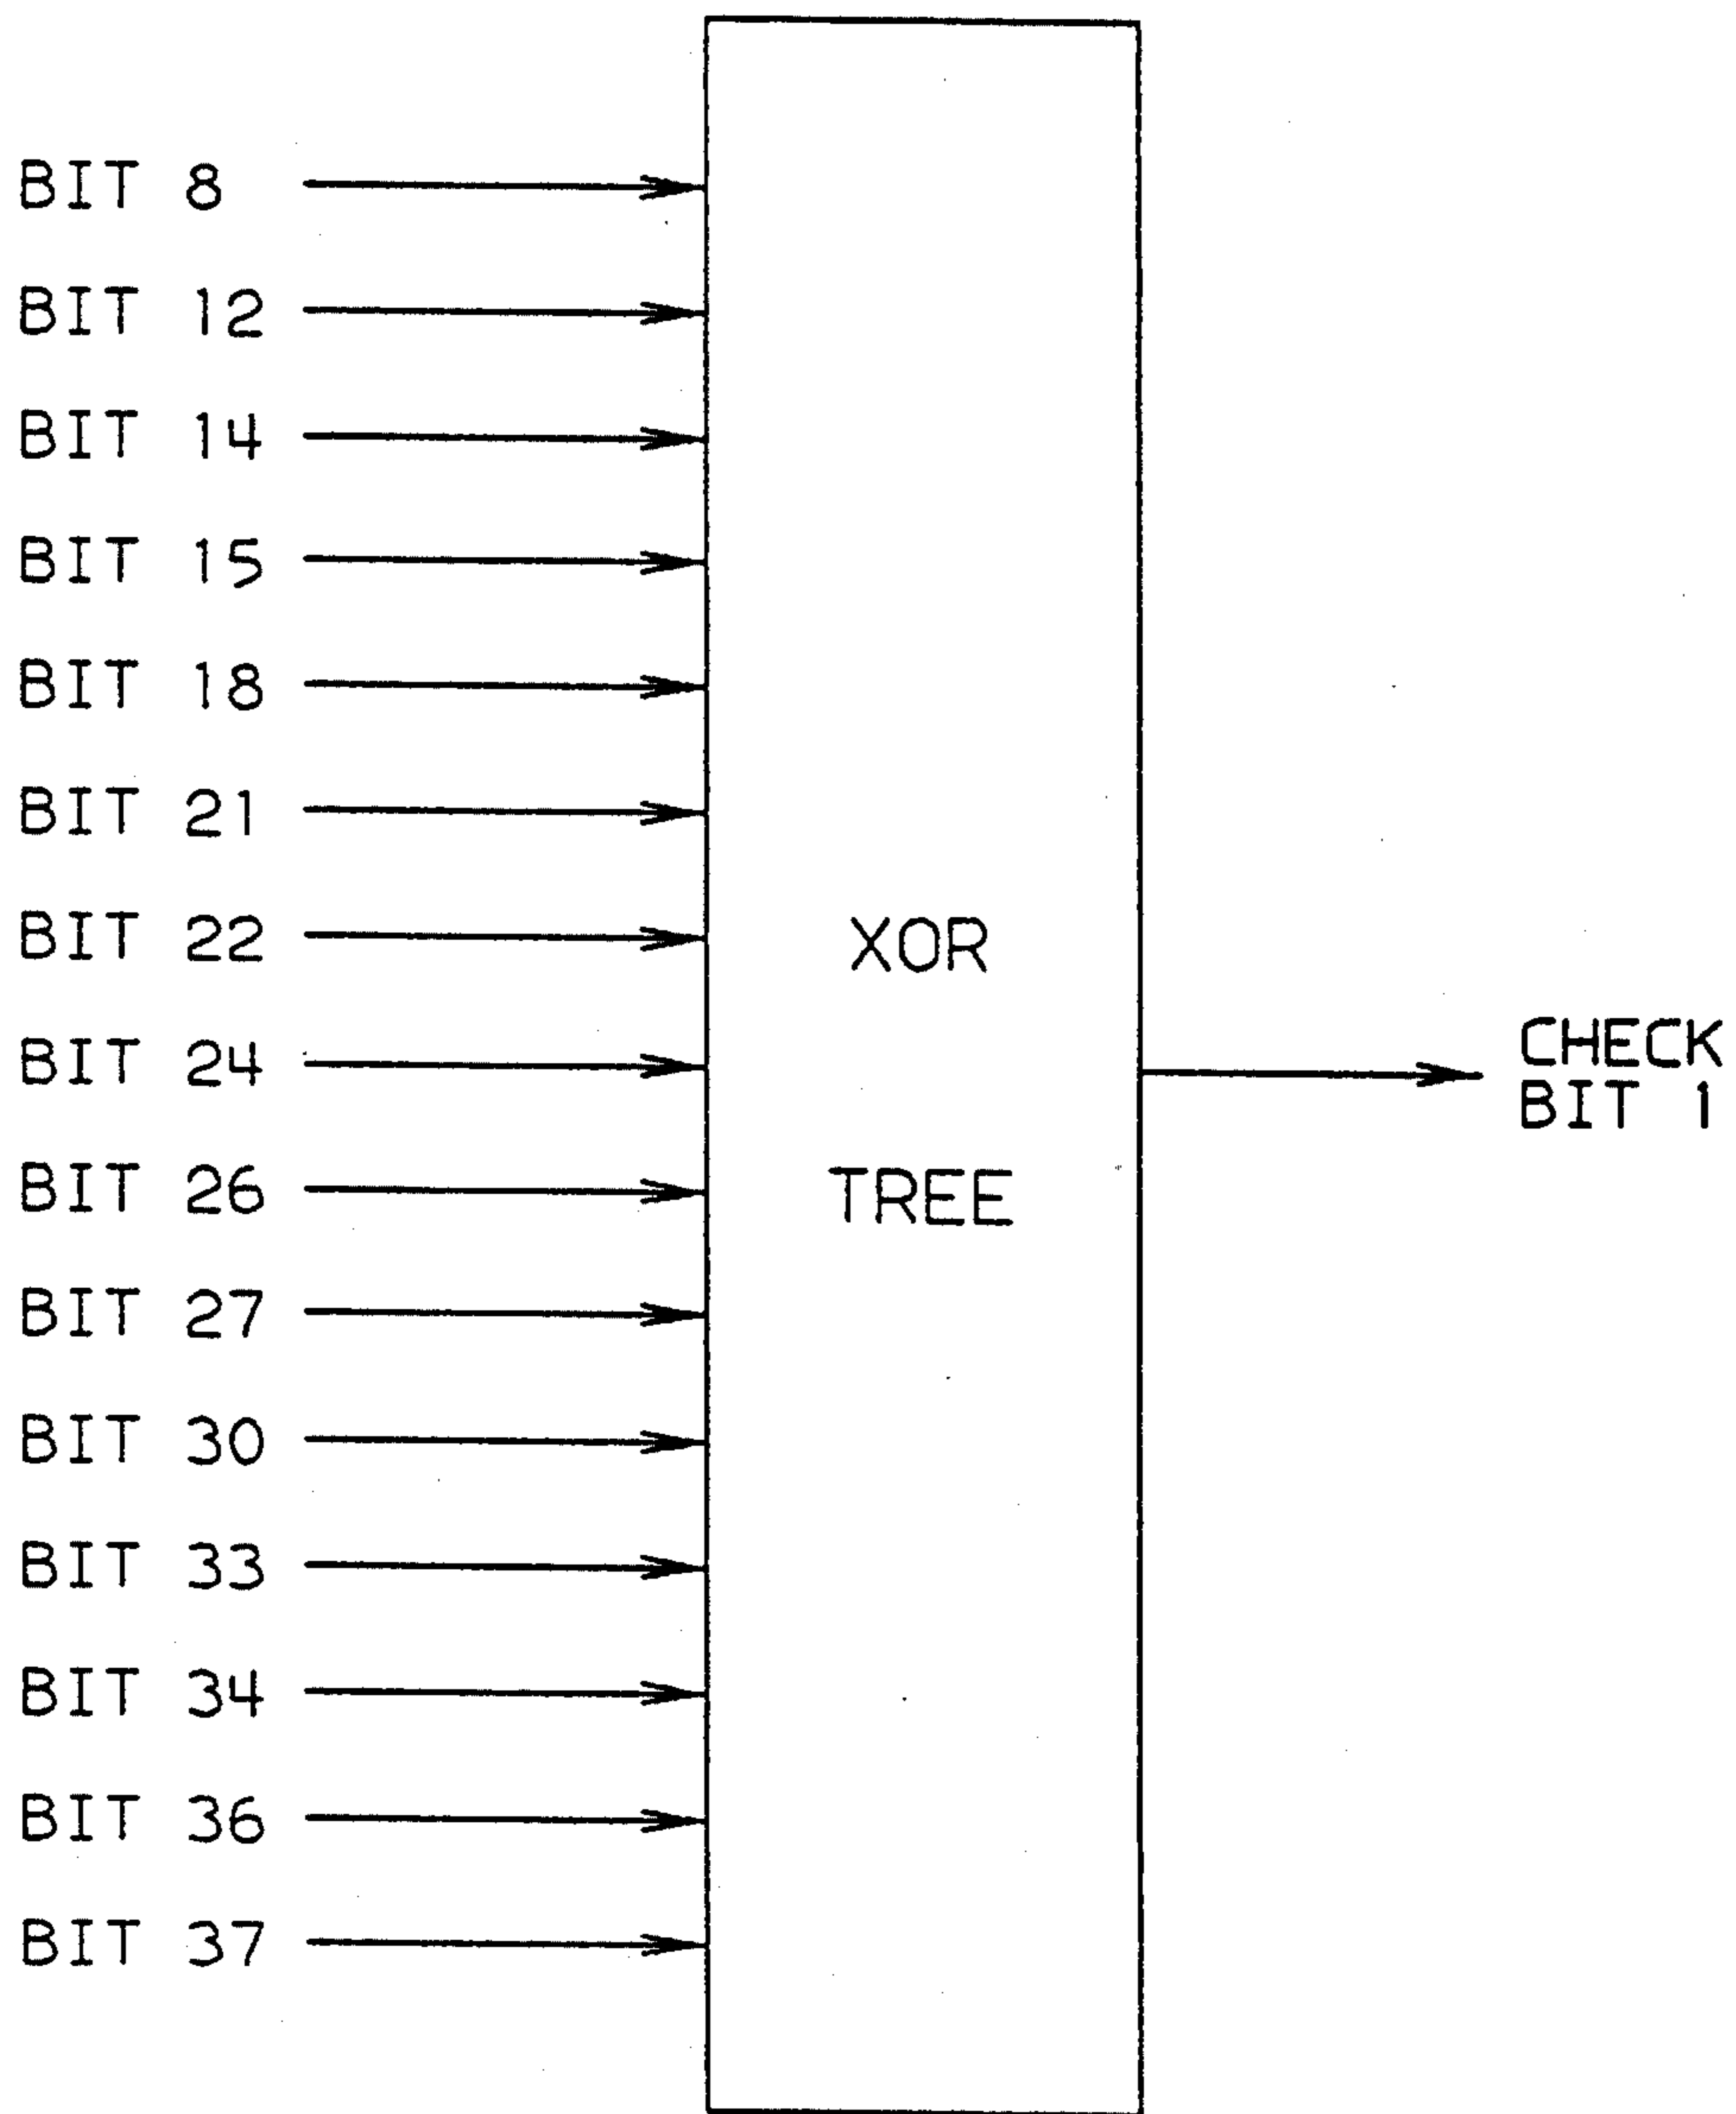 BIT 8
BIT 12
BIT 14
BIT 15
BIT 18
BIT 21
BIT 22
BIT 24
BIT 26
BIT 27
BIT 30
BIT 33
BIT 34
BIT 36
BIT 37
XOR
TREE
CHECK
BIT 1